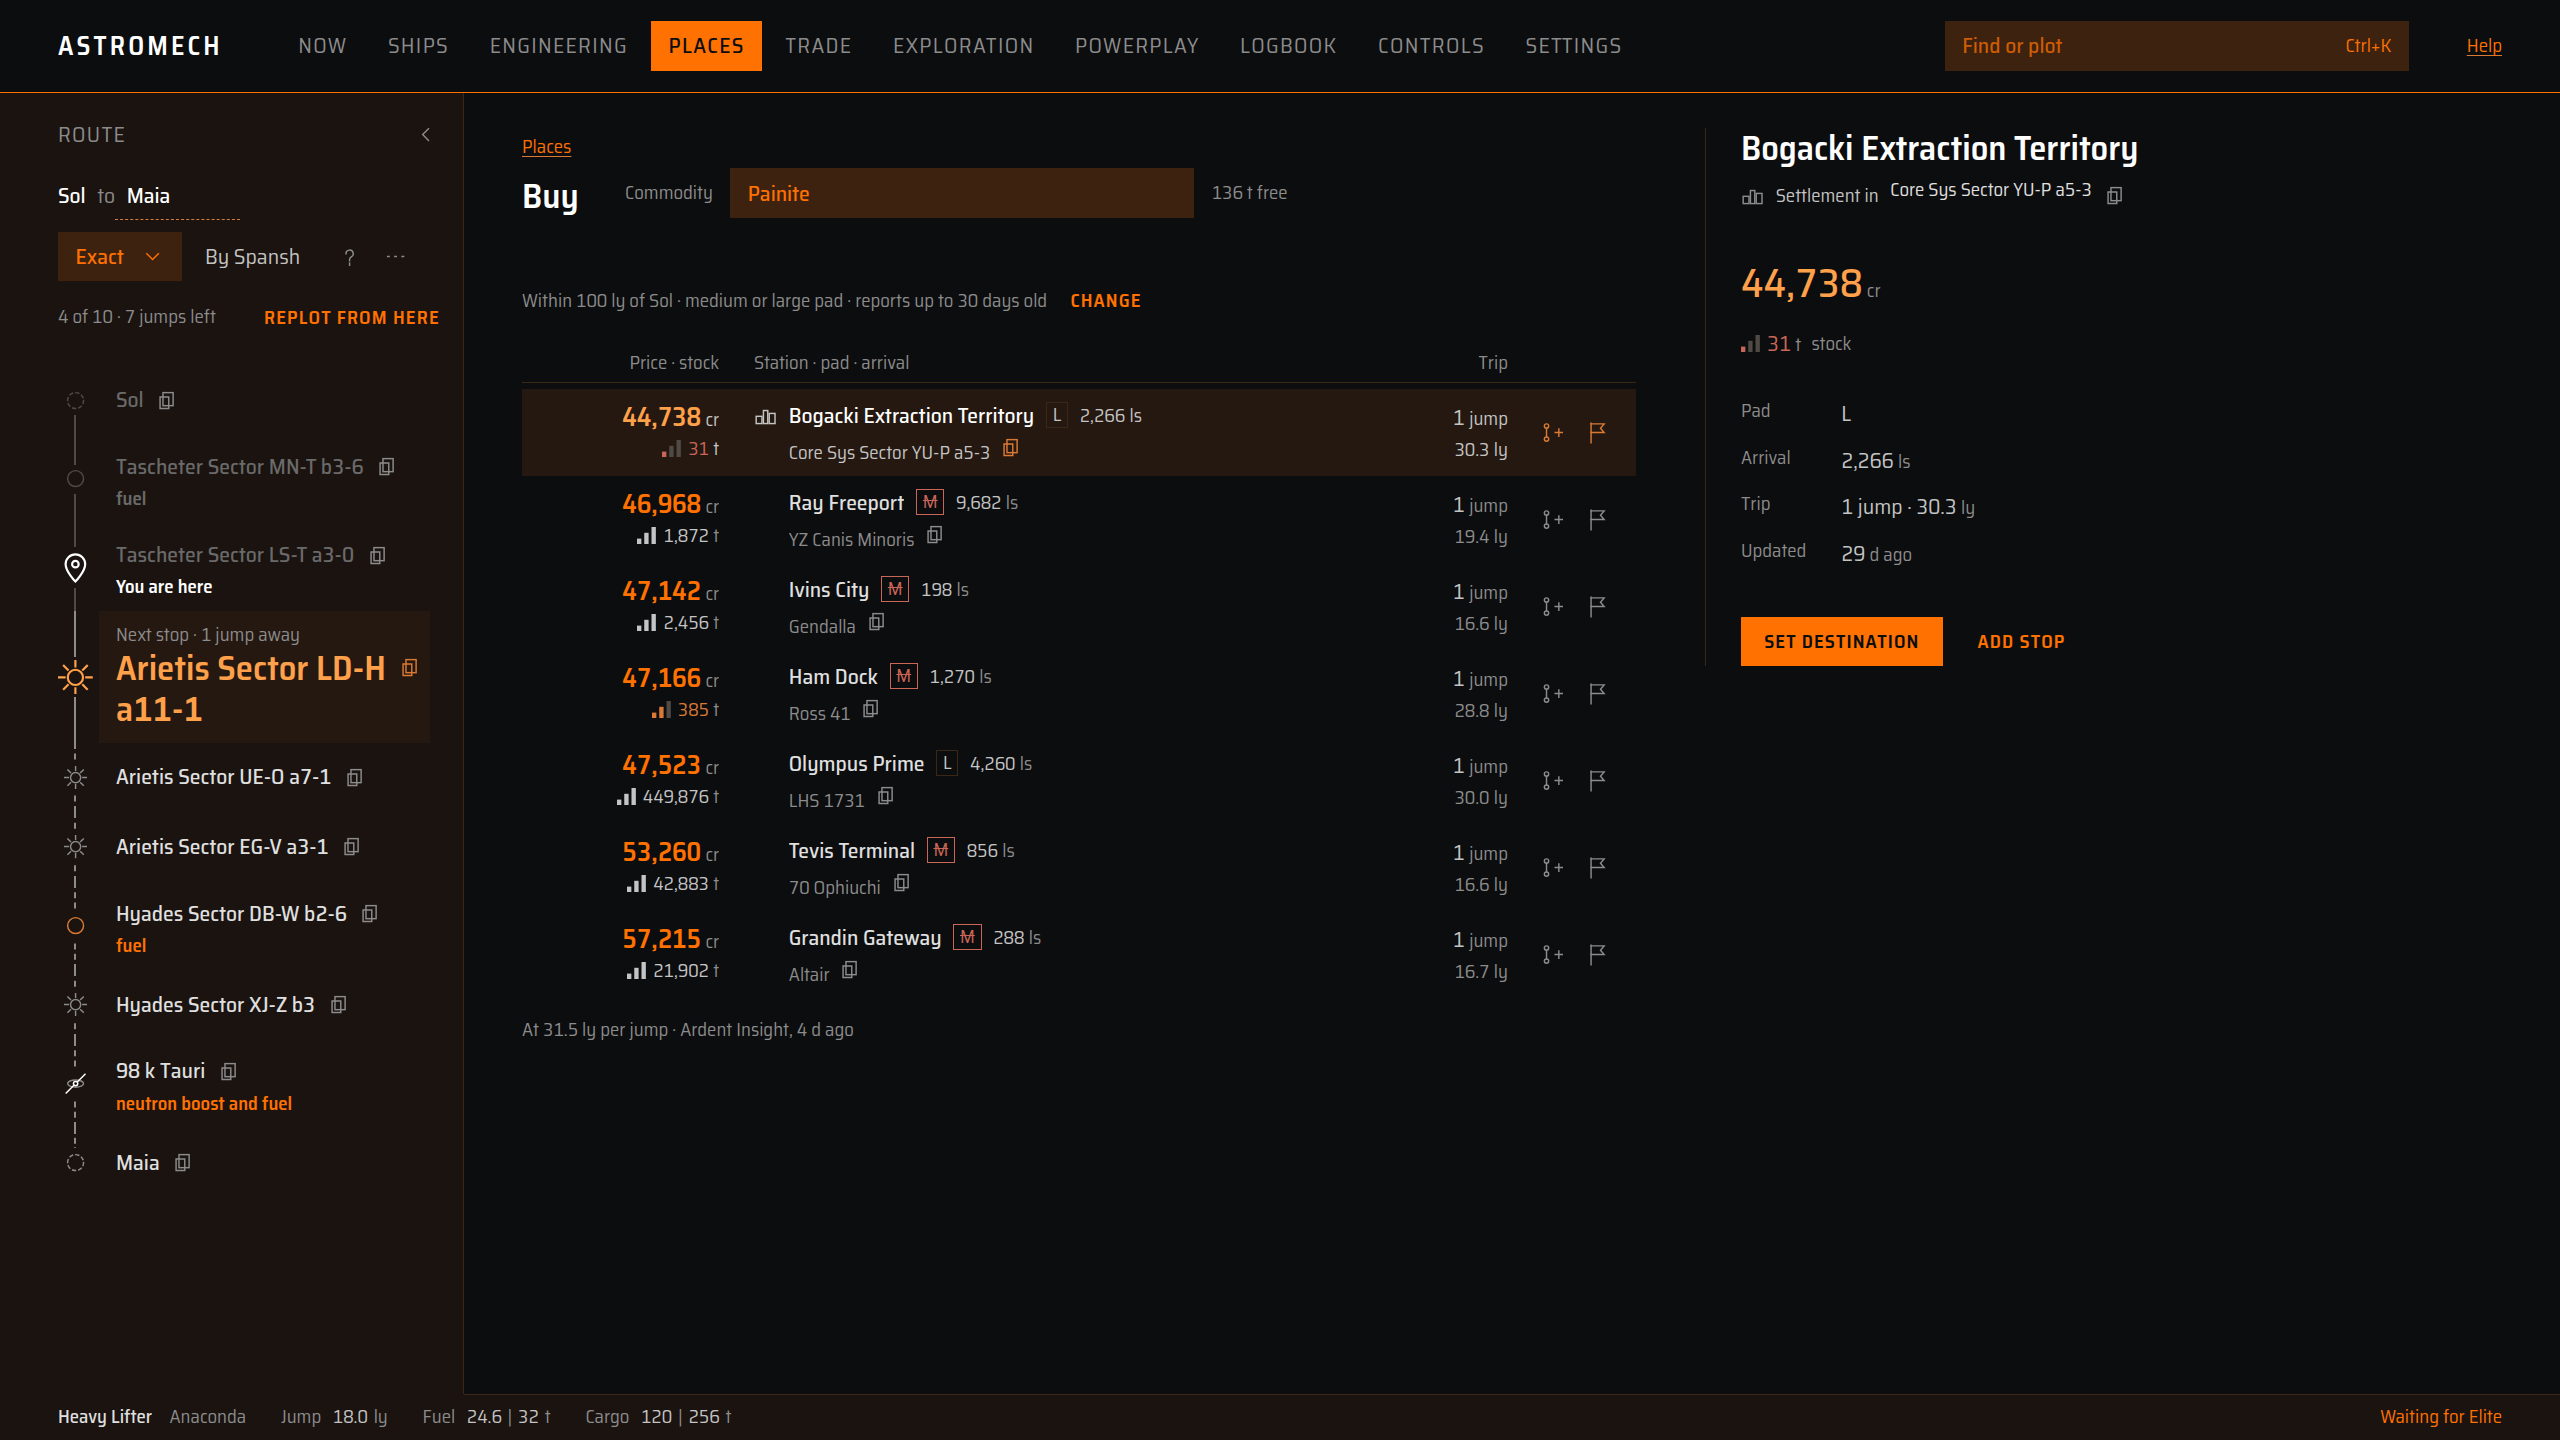 ASTROMECH NOW SHIPS ENGINEERING PLACES TRADE EXPLORATION POWERPLAY LOGBOOK CONTROLS SETTINGS Find or plot Ctrl+K Help
ROUTE
Sol to Maia
Exact By Spansh ? ...
4 of 10 · 7 jumps left REPLOT FROM HERE
Sol
Tascheter Sector MN-T b3-6
fuel
Tascheter Sector LS-T a3-0
You are here
Next stop · 1 jump away
Arietis Sector LD-H
a11-1
Arietis Sector UE-O a7-1
Arietis Sector EG-V a3-1
Hyades Sector DB-W b2-6
fuel
Hyades Sector XJ-Z b3
98 k Tauri
neutron boost and fuel
Maia
Places
Buy Commodity Painite 136 t free
Within 100 ly of Sol · medium or large pad · reports up to 30 days old CHANGE
Price · stock Station · pad · arrival Trip
44,738 cr Bogacki Extraction Territory L 2,266 ls 1 jump
31 t Core Sys Sector YU-P a5-3 30.3 ly
46,968 cr Ray Freeport M 9,682 ls 1 jump
1,872 t YZ Canis Minoris 19.4 ly
47,142 cr Ivins City M 198 ls 1 jump
2,456 t Gendalla 16.6 ly
47,166 cr Ham Dock M 1,270 ls 1 jump
385 t Ross 41 28.8 ly
47,523 cr Olympus Prime L 4,260 ls 1 jump
449,876 t LHS 1731 30.0 ly
53,260 cr Tevis Terminal M 856 ls 1 jump
42,883 t 70 Ophiuchi 16.6 ly
57,215 cr Grandin Gateway M 288 ls 1 jump
21,902 t Altair 16.7 ly
At 31.5 ly per jump · Ardent Insight, 4 d ago
Bogacki Extraction Territory
Settlement in Core Sys Sector YU-P a5-3
44,738 cr
31 t stock
Pad L
Arrival 2,266 ls
Trip 1 jump · 30.3 ly
Updated 29 d ago
SET DESTINATION ADD STOP
Heavy Lifter Anaconda Jump 18.0 ly Fuel 24.6 | 32 t Cargo 120 | 256 t Waiting for Elite